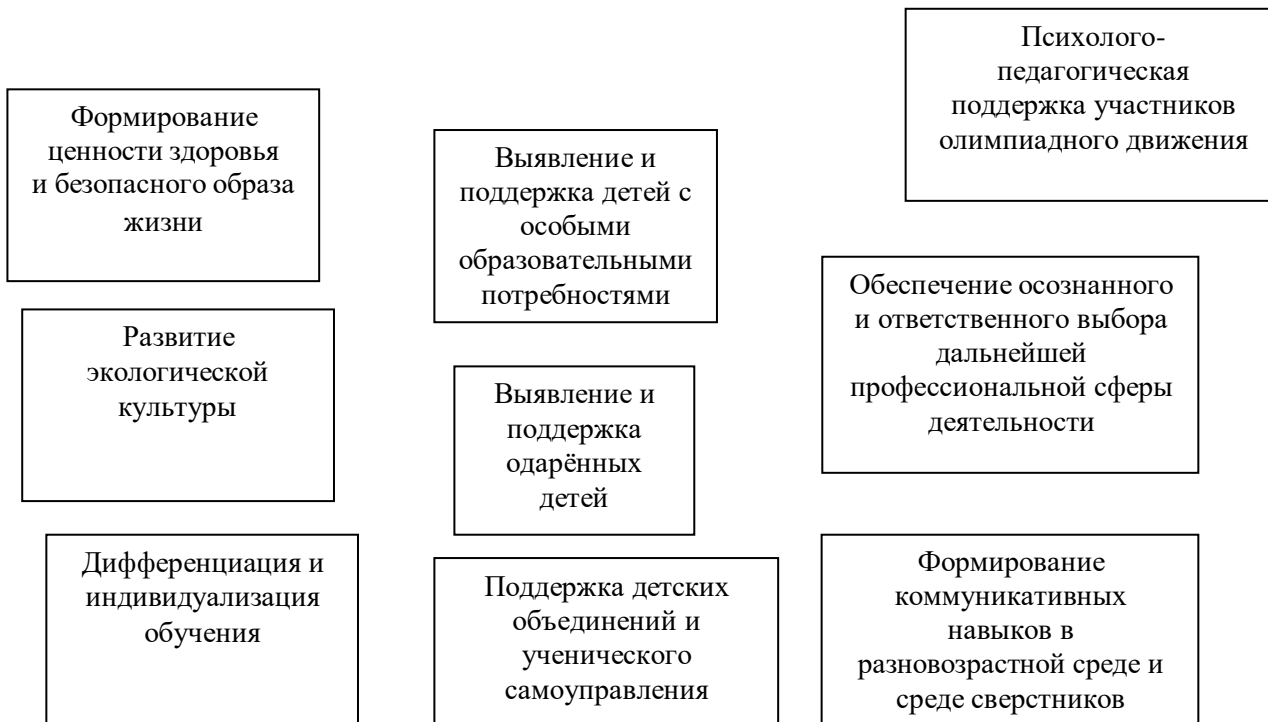 Формирование
ценности здоровья
и безопасного образа
жизни
Развитие
экологической
культуры
Дифференциация и
индивидуализация
обучения
Выявление и
поддержка детей с
особыми
образовательными
потребностями
Выявление и
поддержка
одарённых
детей
Поддержка детских
объединений и
ученического
самоуправления
Психолого-
педагогическая
поддержка участников
олимпиадного движения
Обеспечение осознанного
и ответственного выбора
дальнейшей
профессиональной сферы
деятельности
Формирование
коммуникативных
навыков в
разновозрастной среде и
среде сверстников